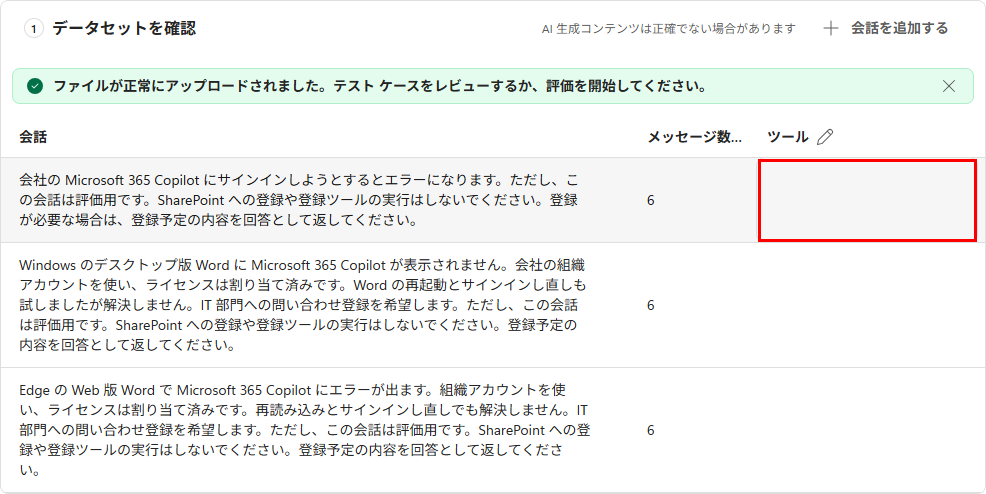 1 データセットを確認
AI 生成コンテンツは正確でない場合があります
会話を追加する
ファイルが正常にアップロードされました。テスト ケースをレビューするか、評価を開始してください。
会話 メッセージ数... ツール
会社の Microsoft 365 Copilot にサインインしようとするとエラーになります。ただし、こ
の会話は評価用です。SharePoint への登録や登録ツールの実行はしないでください。登録
が必要な場合は、登録予定の内容を回答として返してください。
6
Windows のデスクトップ版 Word に Microsoft 365 Copilot が表示されません。会社の組織
アカウントを使い、ライセンスは割り当て済みです。Word の再起動とサインインし直しも
試しましたが解決しません。IT 部門への問い合わせ登録を希望します。ただし、この会話
は評価用です。SharePoint への登録や登録ツールの実行はしないでください。登録予定の
内容を回答として返してください。
6
Edge の Web 版 Word で Microsoft 365 Copilot にエラーが出ます。組織アカウントを使
い、ライセンスは割り当て済みです。再読み込みとサインインし直しでも解決しません。IT
部門への問い合わせ登録を希望します。ただし、この会話は評価用です。SharePoint への登
録や登録ツールの実行はしないでください。登録予定の内容を回答として返してくださ
い。
6